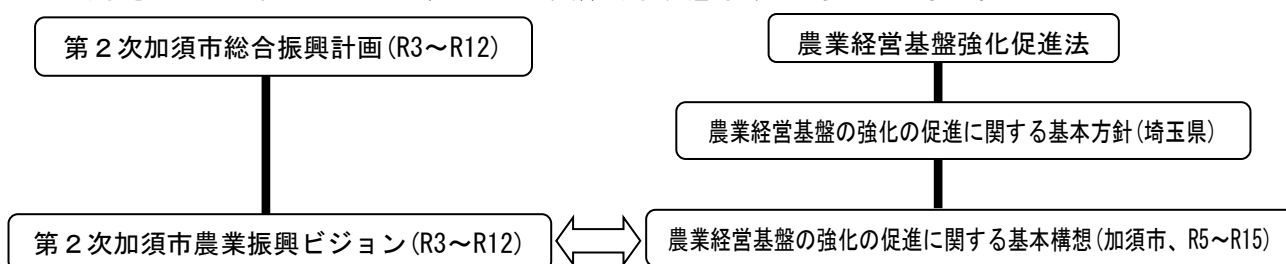 第２次加須市総合振興計画(R3～R12)
農業経営基盤強化促進法
農業経営基盤の強化の促進に関する基本方針(埼玉県)
第２次加須市農業振興ビジョン(R3～R12)
農業経営基盤の強化の促進に関する基本構想(加須市、R5～R15)